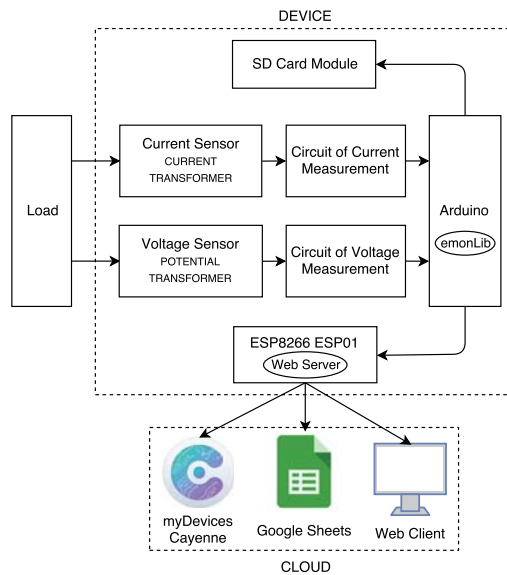 DEVICE
SD Card Module
Load
Current Sensor
CURRENT
TRANSFORMER
Circuit of Current
Measurement
Arduino
emonLib
Voltage Sensor
POTENTIAL
TRANSFORMER
Circuit of Voltage
Measurement
ESP8266 ESP01
Web Server
myDevices
Cayenne
Google Sheets
Web Client
CLOUD